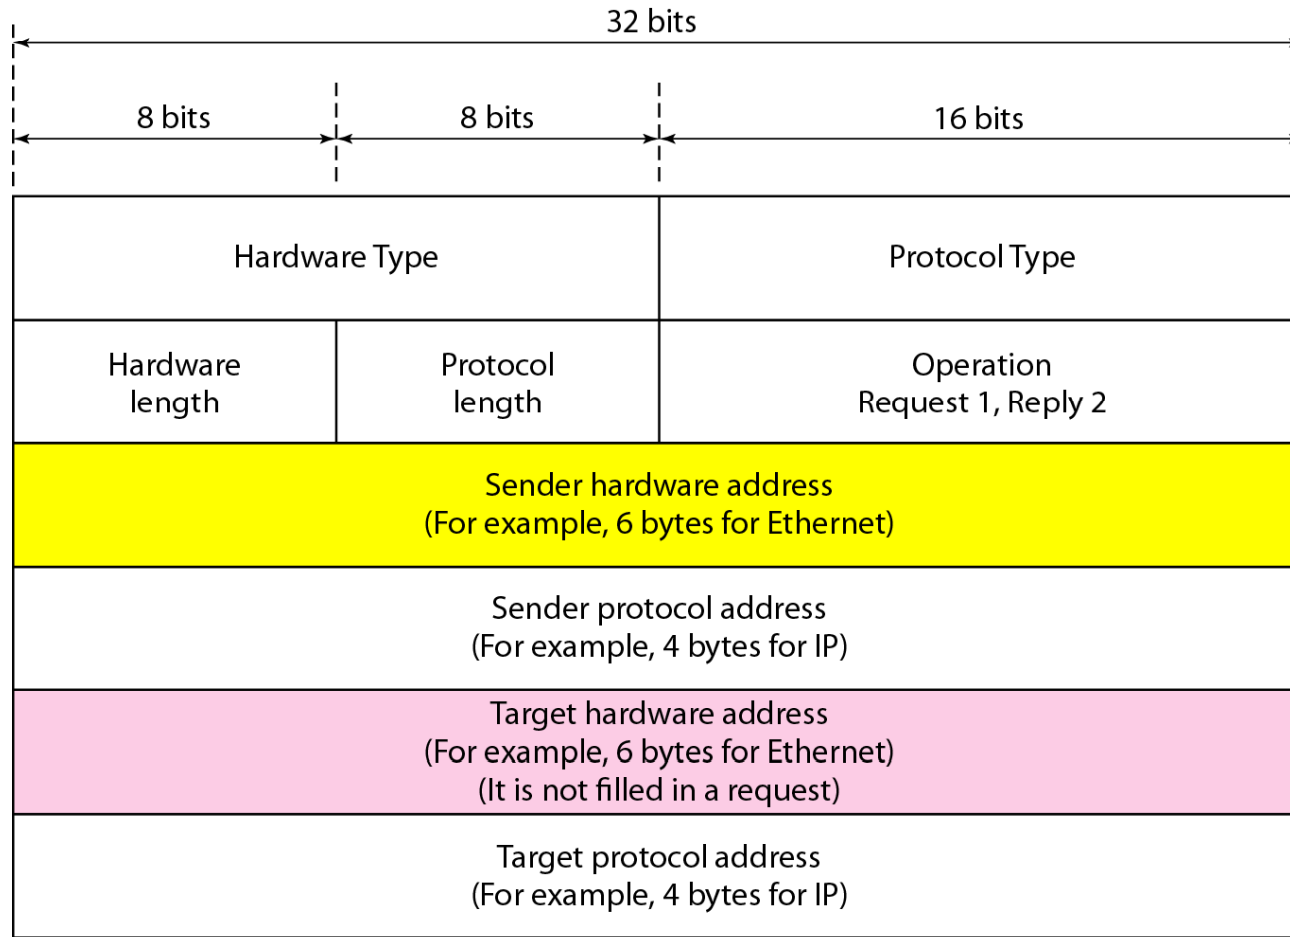 32 bits
8 bits
8 bits
16 bits
Hardware Type
Protocol Type
Hardware
length
Protocol
length
Operation
Request 1, Reply 2
Sender hardware address
(For example, 6 bytes for Ethernet)
Sender protocol address
(For example, 4 bytes for IP)
Target hardware address
(For example, 6 bytes for Ethernet)
(It is not filled in a request)
Target protocol address
(For example, 4 bytes for IP)